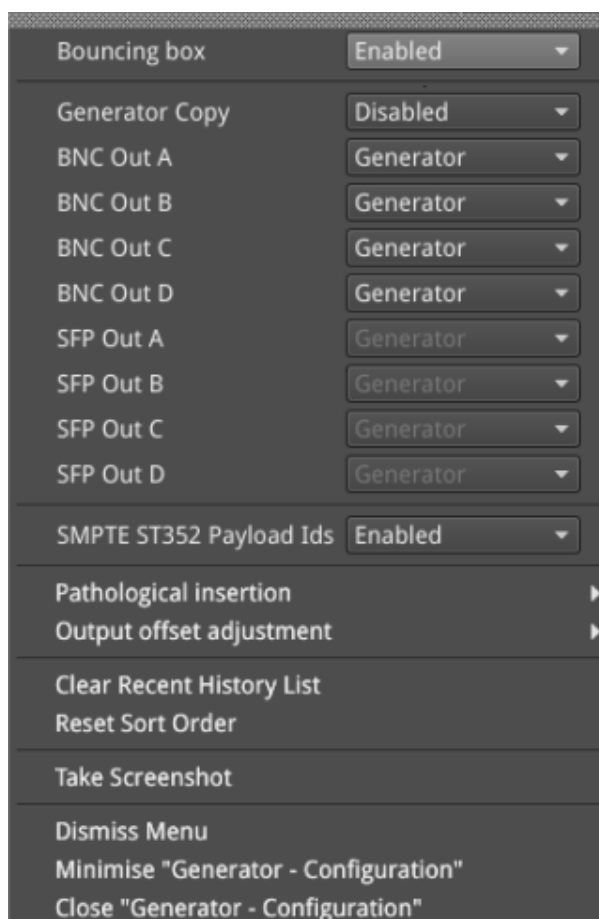 Bouncing box Enabled
Generator Copy Disabled
BNC Out A Generator
BNC Out B Generator
BNC Out C Generator
BNC Out D Generator
SFP Out A Generator
SFP Out B Generator
SFP Out C Generator
SFP Out D Generator
SMPTE ST352 Payload Ids Enabled
Pathological insertion
Output offset adjustment
Clear Recent History List
Reset Sort Order
Take Screenshot
Dismiss Menu
Minimise "Generator - Configuration"
Close "Generator - Configuration"